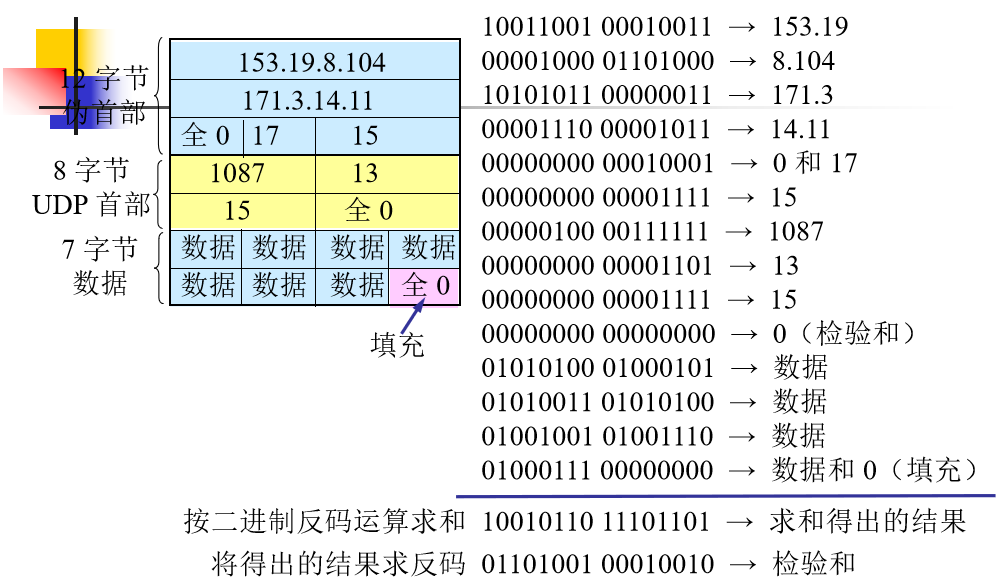 12 字节
伪首部
153.19.8.104
171.3.14.11
全 0 17 15
8 字节
UDP 首部
1087 13
15 全 0
7 字节
数据
数据 数据 数据 数据
数据 数据 数据 全 0
填充
10011001 00010011 → 153.19
00001000 01101000 → 8.104
10101011 00000011 → 171.3
00001110 00001011 → 14.11
00000000 00010001 → 0 和 17
00000000 00001111 → 15
00000100 00111111 → 1087
00000000 00001101 → 13
00000000 00001111 → 15
00000000 00000000 → 0（检验和）
01010100 01000101 → 数据
01010011 01010100 → 数据
01001001 01001110 → 数据
01000111 00000000 → 数据和 0（填充）
按二进制反码运算求和 10010110 11101101 → 求和得出的结果
将得出的结果求反码 01101001 00010010 → 检验和